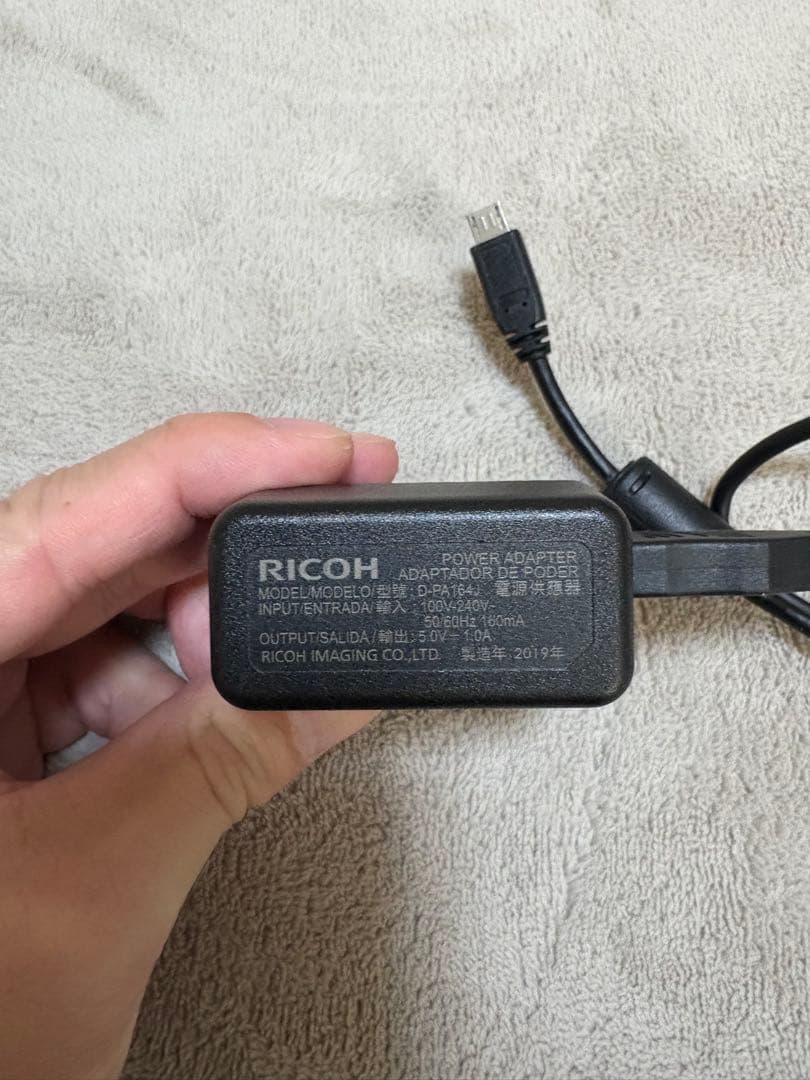 RICOH
POWER ADAPTER
ADAPTADOR DE PODER
MODEL/MODELO/型號: D-PA164J 電源供應器
INPUT/ENTRADA/輸入: 100V-240V~
50/60Hz 160mA
OUTPUT/SALIDA/輸出: 5.0V⎓1.0A
RICOH IMAGING CO.,LTD. 製造年 2019年